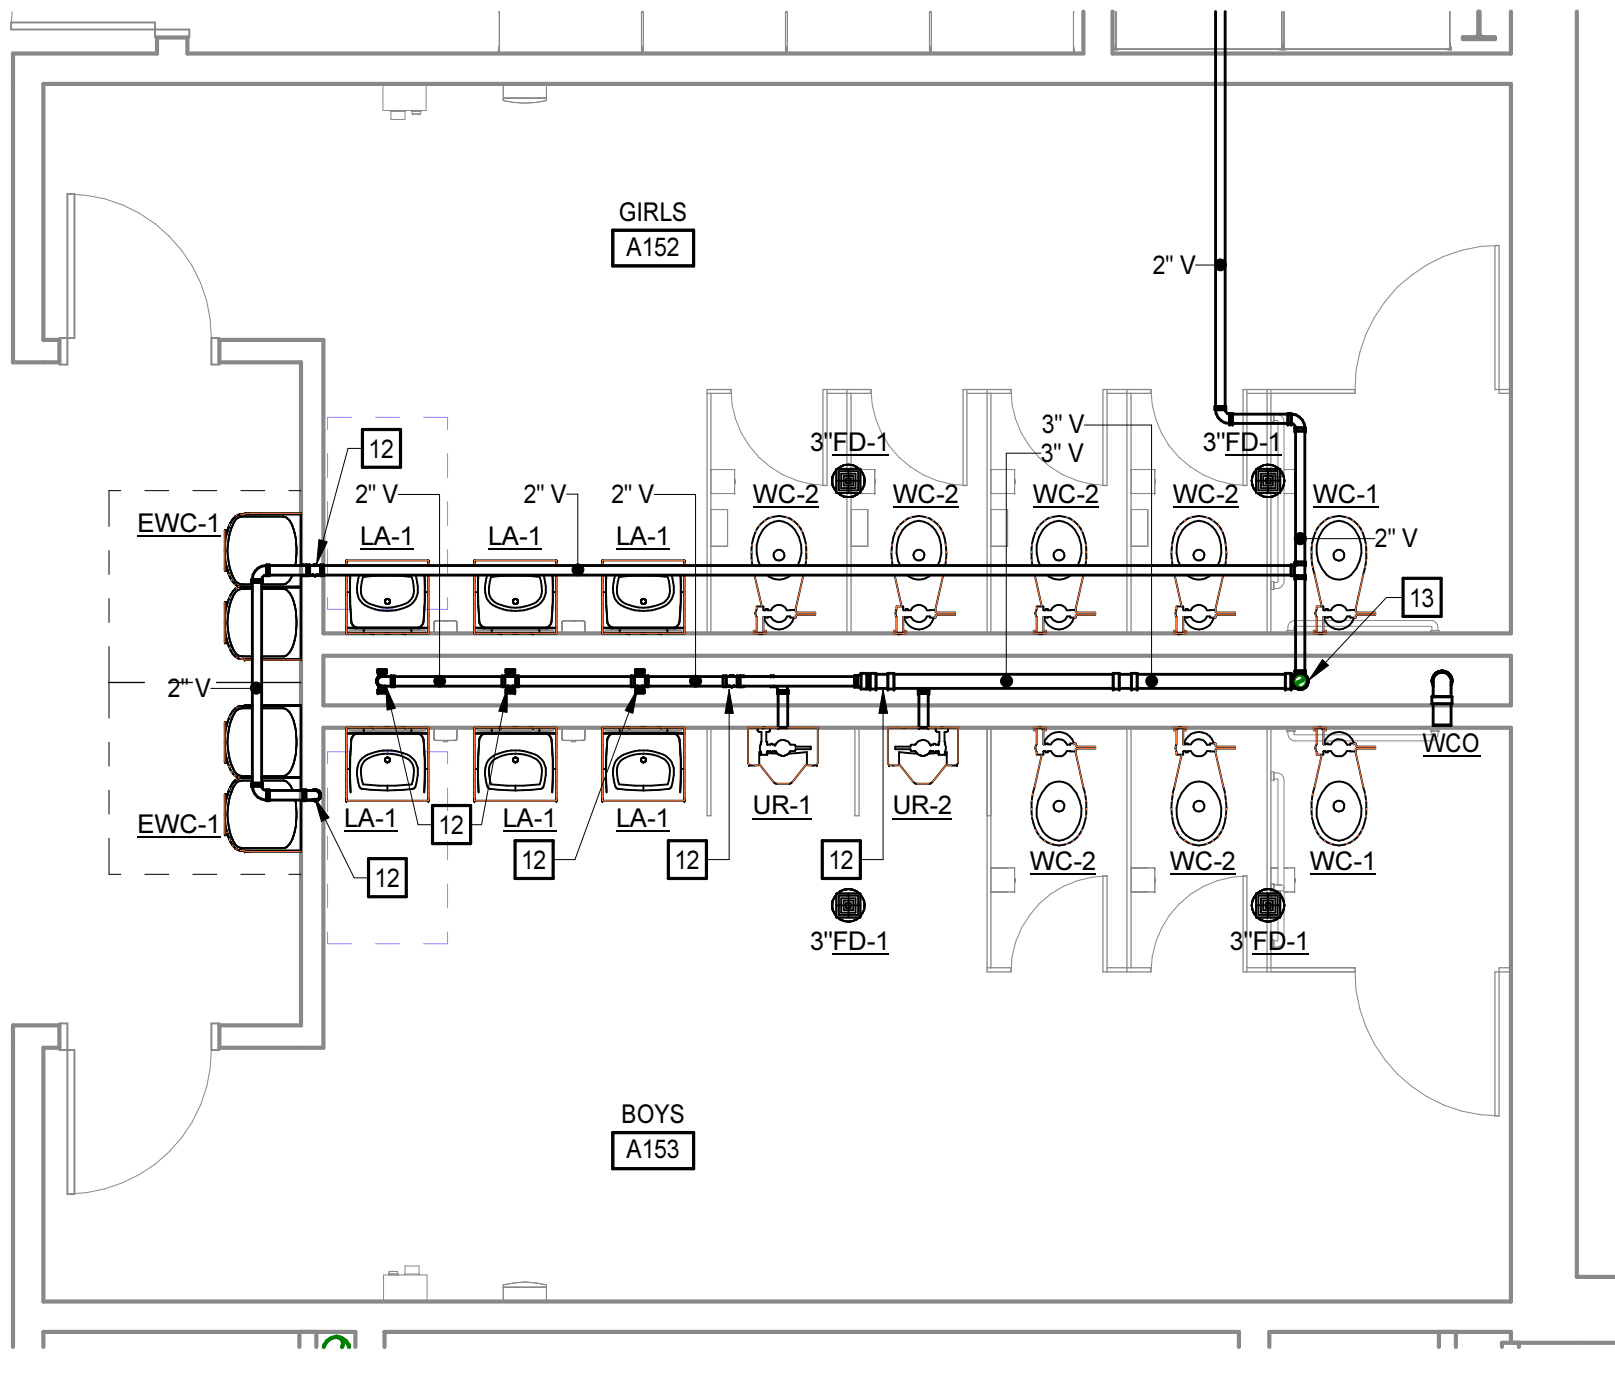 GIRLS
A152
2" V
12
3" V
3" V
3"FD-1
3"FD-1
2" V
2" V
2" V
WC-2
WC-2
WC-2
WC-2
WC-1
EWC-1
LA-1
LA-1
LA-1
2" V
13
2" V
WCO
EWC-1
LA-1
12
LA-1
LA-1
UR-1
UR-2
12
12
12
12
WC-2
WC-2
WC-1
3"FD-1
3"FD-1
BOYS
A153